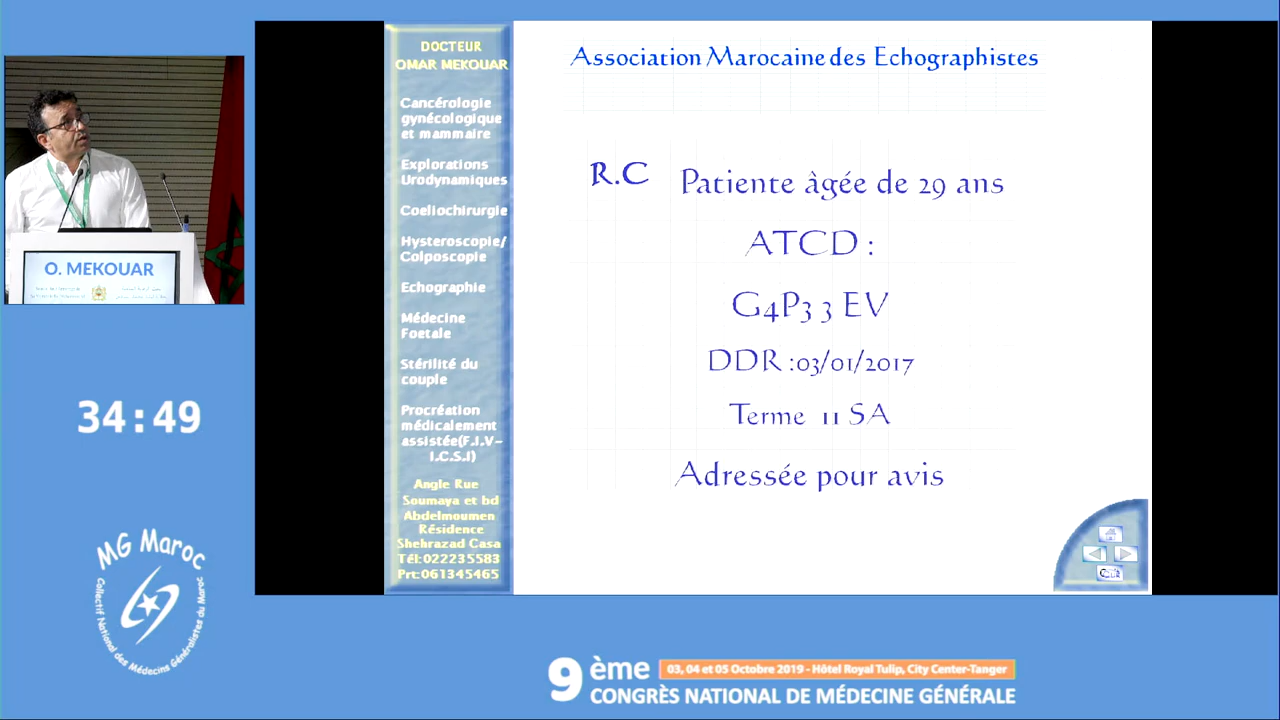 DOCTEUR
OMAR MEKOUAR
Cancérologie
gynécologique
et mammaire
Explorations
Urodynamiques
Coeliochirurgie
Hysteroscopie/
Colposcopie
Echographie
Médecine
Foetale
Stérilité du
couple
Procréation
médicalement
assistée(F.I.V-
I.C.S.I)
Angle Rue
Soumaya et bd
Abdelmoumen
Résidence
Shehrazad Casa
Tél:022235583
Prt:061345465
Association Marocaine des Echographistes
R.C Patiente âgée de 29 ans
ATCD :
G4P3 3 EV
DDR :03/01/2017
Terme 11 SA
Adressée pour avis
O. MEKOUAR
34:49
MG Maroc
Collectif National des Médecins Généralistes du Maroc
9ème
03, 04 et 05 Octobre 2019 - Hôtel Royal Tulip, City Center-Tanger
CONGRÈS NATIONAL DE MÉDECINE GÉNÉRALE